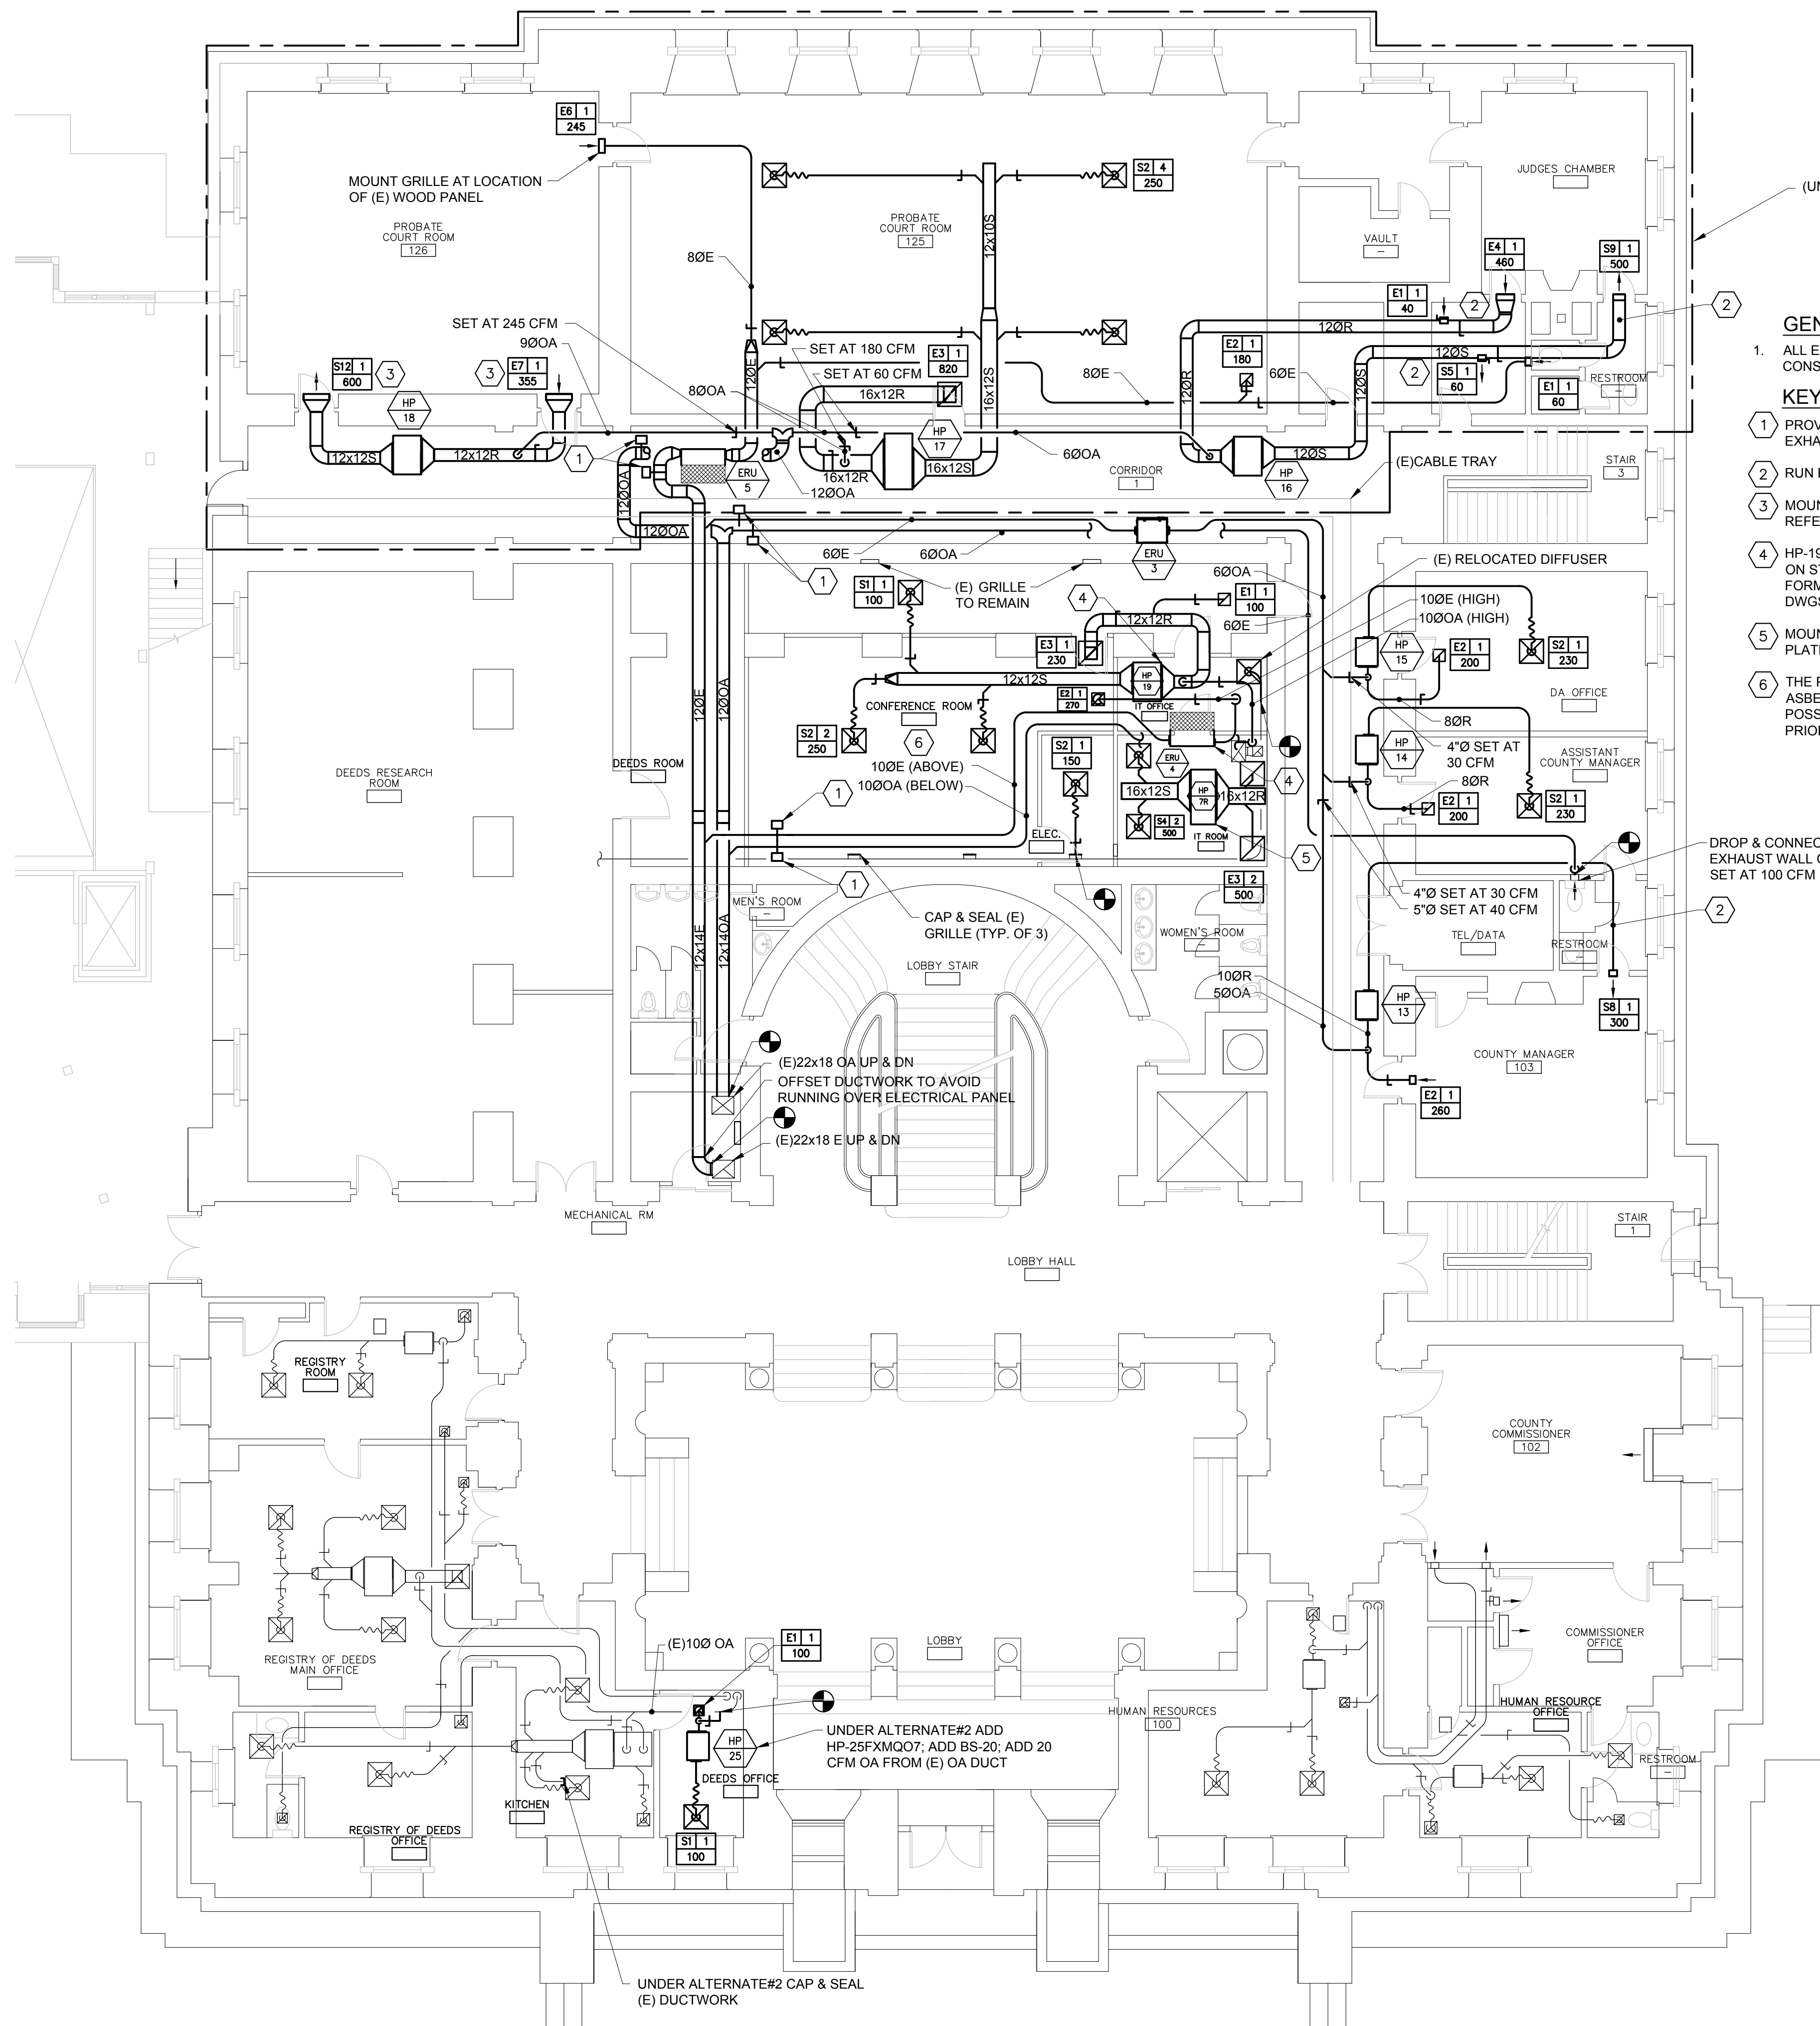 E6 1
245
MOUNT GRILLE AT LOCATION
OF (E) WOOD PANEL
PROBATE
COURT ROOM
126
PROBATE
COURT ROOM
125
S2 4
250
12x10S
8ØE
JUDGES CHAMBER
VAULT
-
E4 1
460
S9 1
500
E1 1
40
2
2
(UN
SET AT 245 CFM
9ØOA
SET AT 180 CFM
SET AT 60 CFM
E3 1
820
E2 1
180
12ØR
12ØS
S12 1
600
3
3
E7 1
355
HP
18
12ØE
8ØOA
16x12R
16x12S
8ØE
12ØR
6ØE
12ØS
2
S5 1
60
E1 1
60
RESTROOM
-
GEN
1. ALL E
CONS
KEY
1 PROV
EXHA
2 RUN
3 MOUN
REFE
4 HP-19
ON ST
FORM
DWGS
5 MOUN
PLAT
6 THE P
ASBE
POSS
PRIO
12x12S
12x12R
1
12ØOA
ERU
5
16x12R
12ØOA
HP
17
16x12S
6ØOA
CORRIDOR
1
12ØS
HP
16
(E)CABLE TRAY
STAIR
3
12ØOA
6ØE
6ØOA
ERU
3
1
(E) GRILLE
TO REMAIN
S1 1
100
4
6ØOA
E1 1
100
6ØE
(E) RELOCATED DIFFUSER
10ØE (HIGH)
10ØOA (HIGH)
E3 1
230
12x12R
HP
19
12x12S
E2 1
270
IT OFFICE
CONFERENCE ROOM
6
S2 2
250
S2 1
150
HP
15
E2 1
200
S2 1
230
DA OFFICE
8ØR
HP
14
4"Ø SET AT
30 CFM
8ØR
ASSISTANT
COUNTY MANAGER
E2 1
200
S2 1
230
12ØE
12ØOA
DEEDS RESEARCH
ROOM
DEEDS ROOM
10ØE (ABOVE)
10ØOA (BELOW)
ERU
4
4
16x12S
HP
7R
16x12R
S4 2
500
IT ROOM
ELEC.
5
1
1
E3 2
500
DROP & CONNEC
EXHAUST WALL
SET AT 100 CFM
4"Ø SET AT 30 CFM
5"Ø SET AT 40 CFM
2
MEN'S ROOM
-
CAP & SEAL (E)
GRILLE (TYP. OF 3)
WOMEN'S ROOM
-
TEL/DATA
RESTROOM
-
12x14E
12x14OA
LOBBY STAIR
10ØR
5ØOA
HP
13
S8 1
300
COUNTY MANAGER
103
E2 1
260
(E)22x18 OA UP & DN
OFFSET DUCTWORK TO AVOID
RUNNING OVER ELECTRICAL PANEL
(E)22x18 E UP & DN
MECHANICAL RM
LOBBY HALL
STAIR
1
REGISTRY
ROOM
COUNTY
COMMISSIONER
102
REGISTRY OF DEEDS
MAIN OFFICE
(E)10Ø OA
E1 1
100
LOBBY
COMMISSIONER
OFFICE
HUMAN RESOURCES
100
HUMAN RESOURCE
OFFICE
RESTROOM
-
HP
25
UNDER ALTERNATE#2 ADD
HP-25FXMQO7; ADD BS-20; ADD 20
CFM OA FROM (E) OA DUCT
DEEDS OFFICE
KITCHEN
REGISTRY OF DEEDS
OFFICE
S1 1
100
UNDER ALTERNATE#2 CAP & SEAL
(E) DUCTWORK